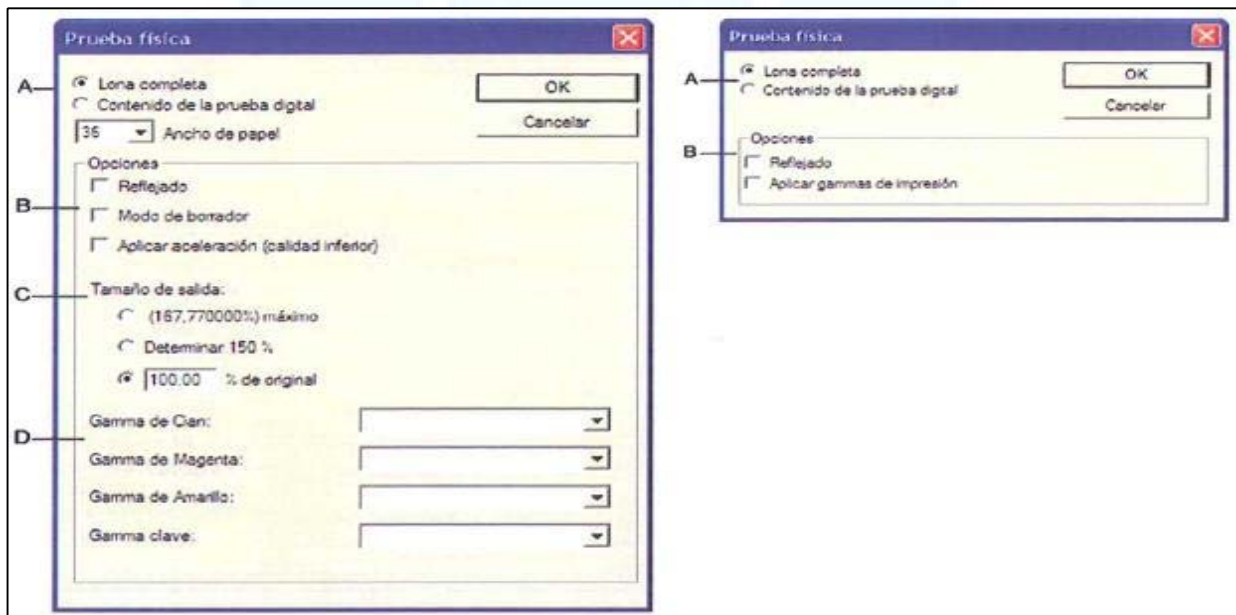 Prueba física
A
Lona completa
Contenido de la prueba digtal
36 Ancho de papel
OK
Cancelar
Opciones
B
Reflejado
Modo de borrador
Aplicar aceleración (calidad inferior)
C
Tamaño de salida:
(167,770000%) máximo
Determinar 150 %
100.00 % de original
D
Gamma de Cian:
Gamma de Magenta:
Gamma de Amarillo:
Gamma clave:
Prueba física
A
Lona completa
Contenido de la prueba digtal
OK
Cancelar
B
Opciones
Reflejado
Aplicar gammas de impresión